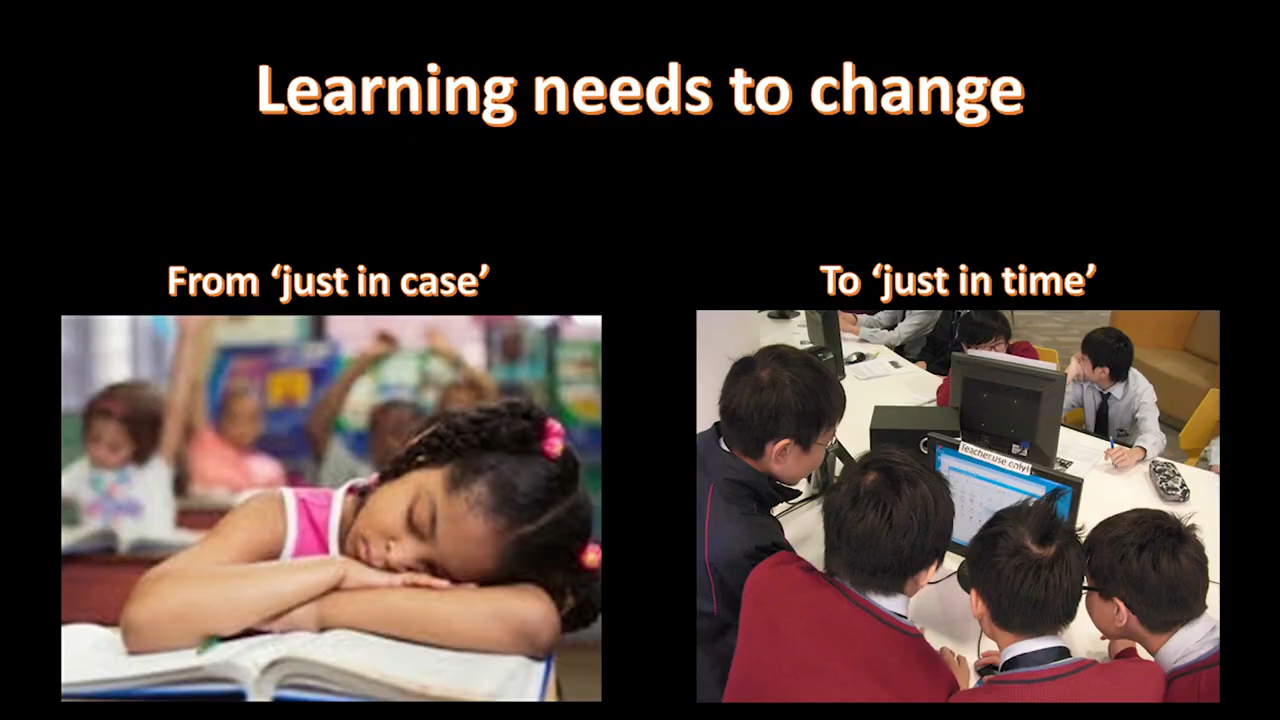 Learning needs to change
From ‘just in case’
To ‘just in time’
Teacher use only!